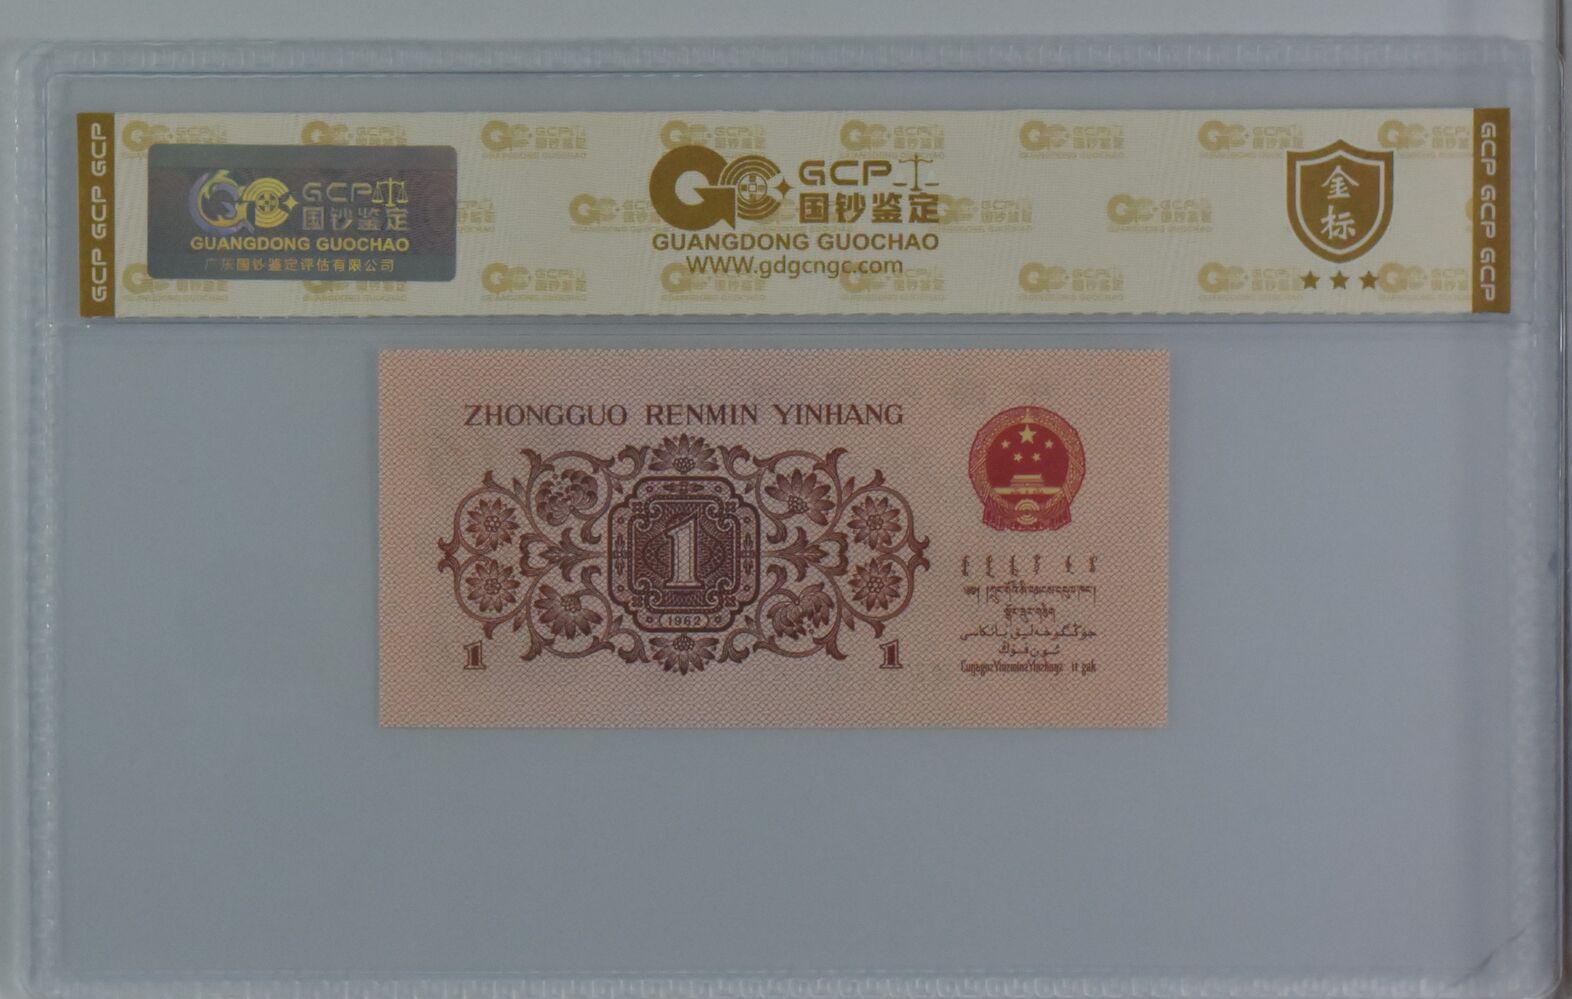 GCP GCP GCP
GCP
国钞鉴定
GUANGDONG GUOCHAO
广东国钞鉴定评估有限公司
GCP
国钞鉴定
GUANGDONG GUOCHAO
WWW.gdgcngc.com
金标
GCP GCP GCP
ZHONGGUO RENMIN YINHANG
1
(1962)
1
1